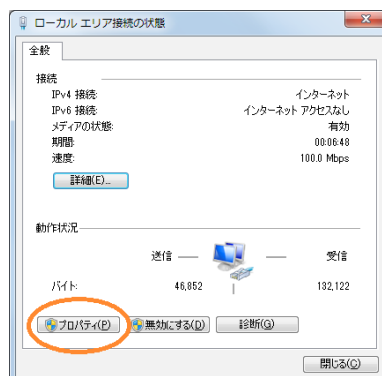 ローカル エリア接続の状態
全般
接続
IPv4 接続: インターネット
IPv6 接続: インターネット アクセスなし
メディアの状態: 有効
期間: 00:06:48
速度: 100.0 Mbps
詳細(E)...
動作状況
送信 受信
バイト: 46,852 132,122
プロパティ(P) 無効にする(D) 診断(G)
閉じる(C)